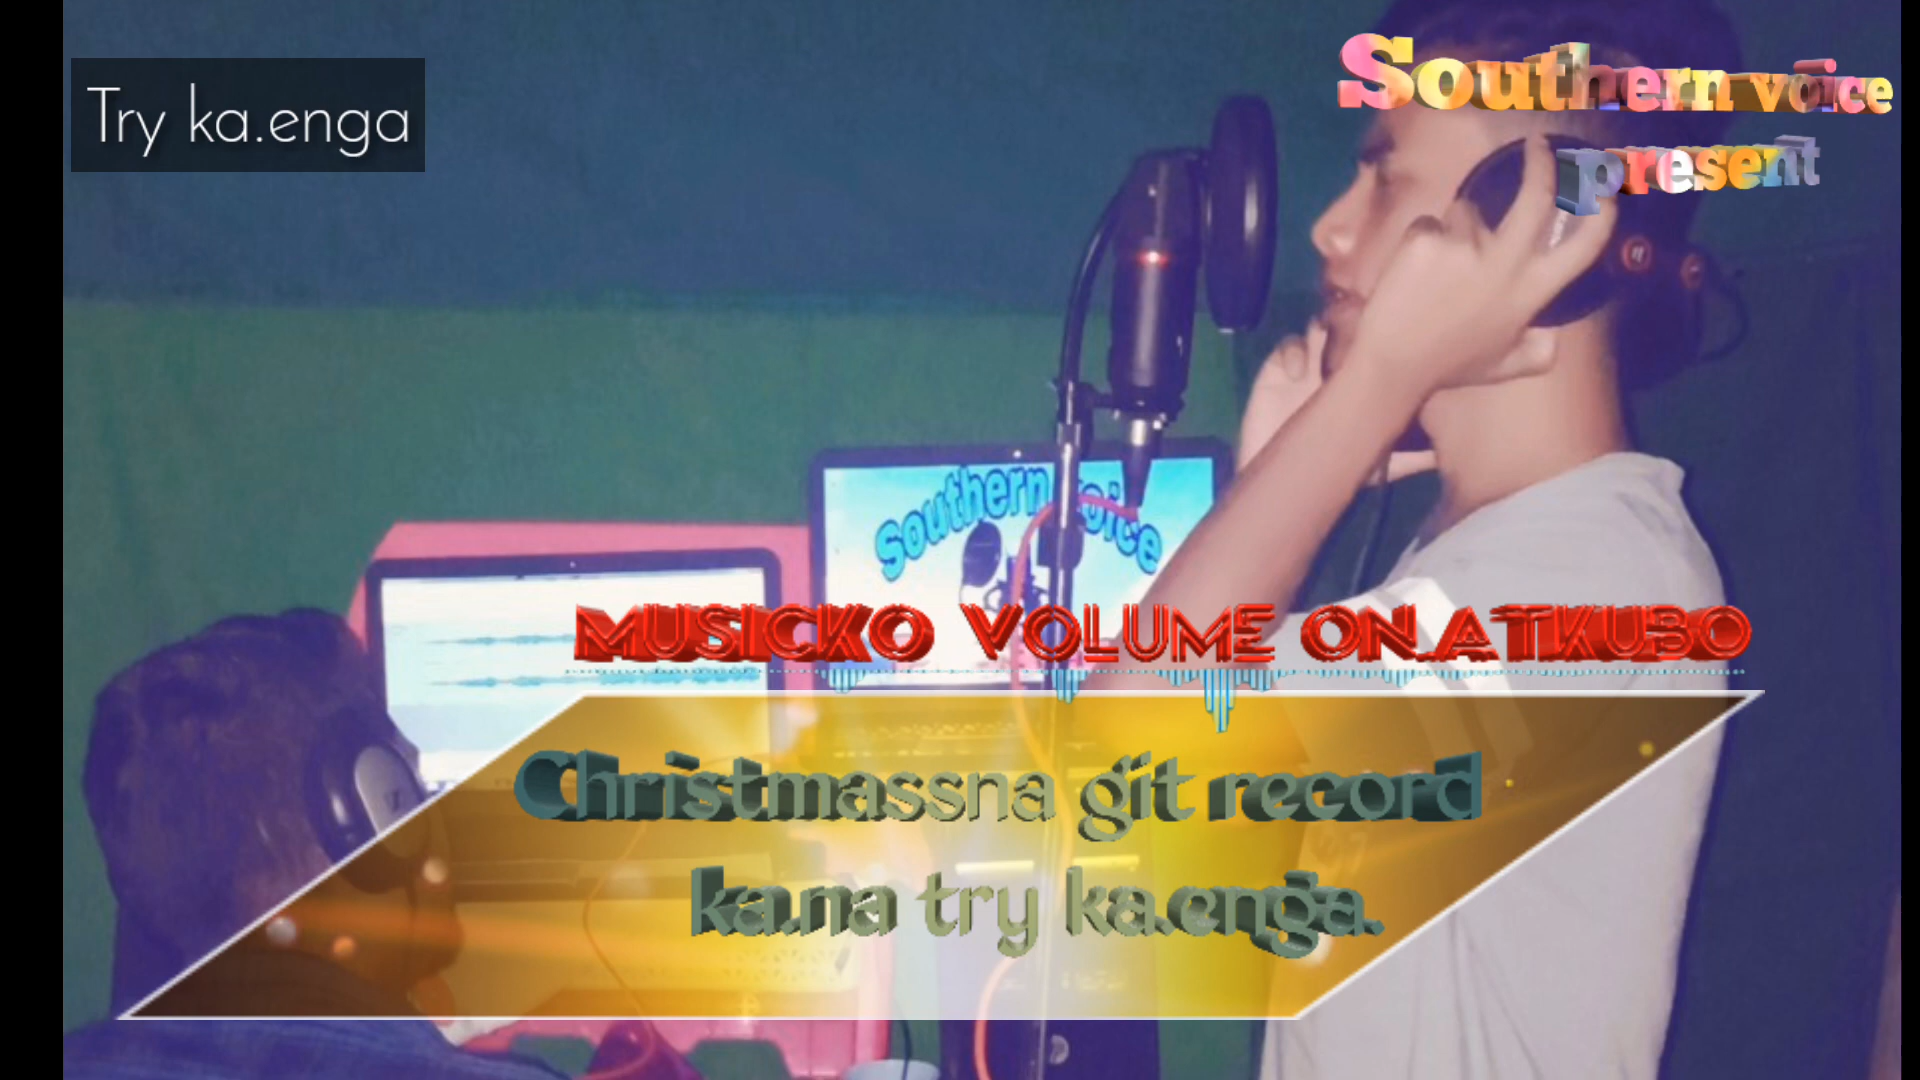 Try ka.enga
Southern voice
present
Southern voice
MUSICKO VOLUME ON.ATKUBO
Christmassna git record
ka.na try ka.enga.